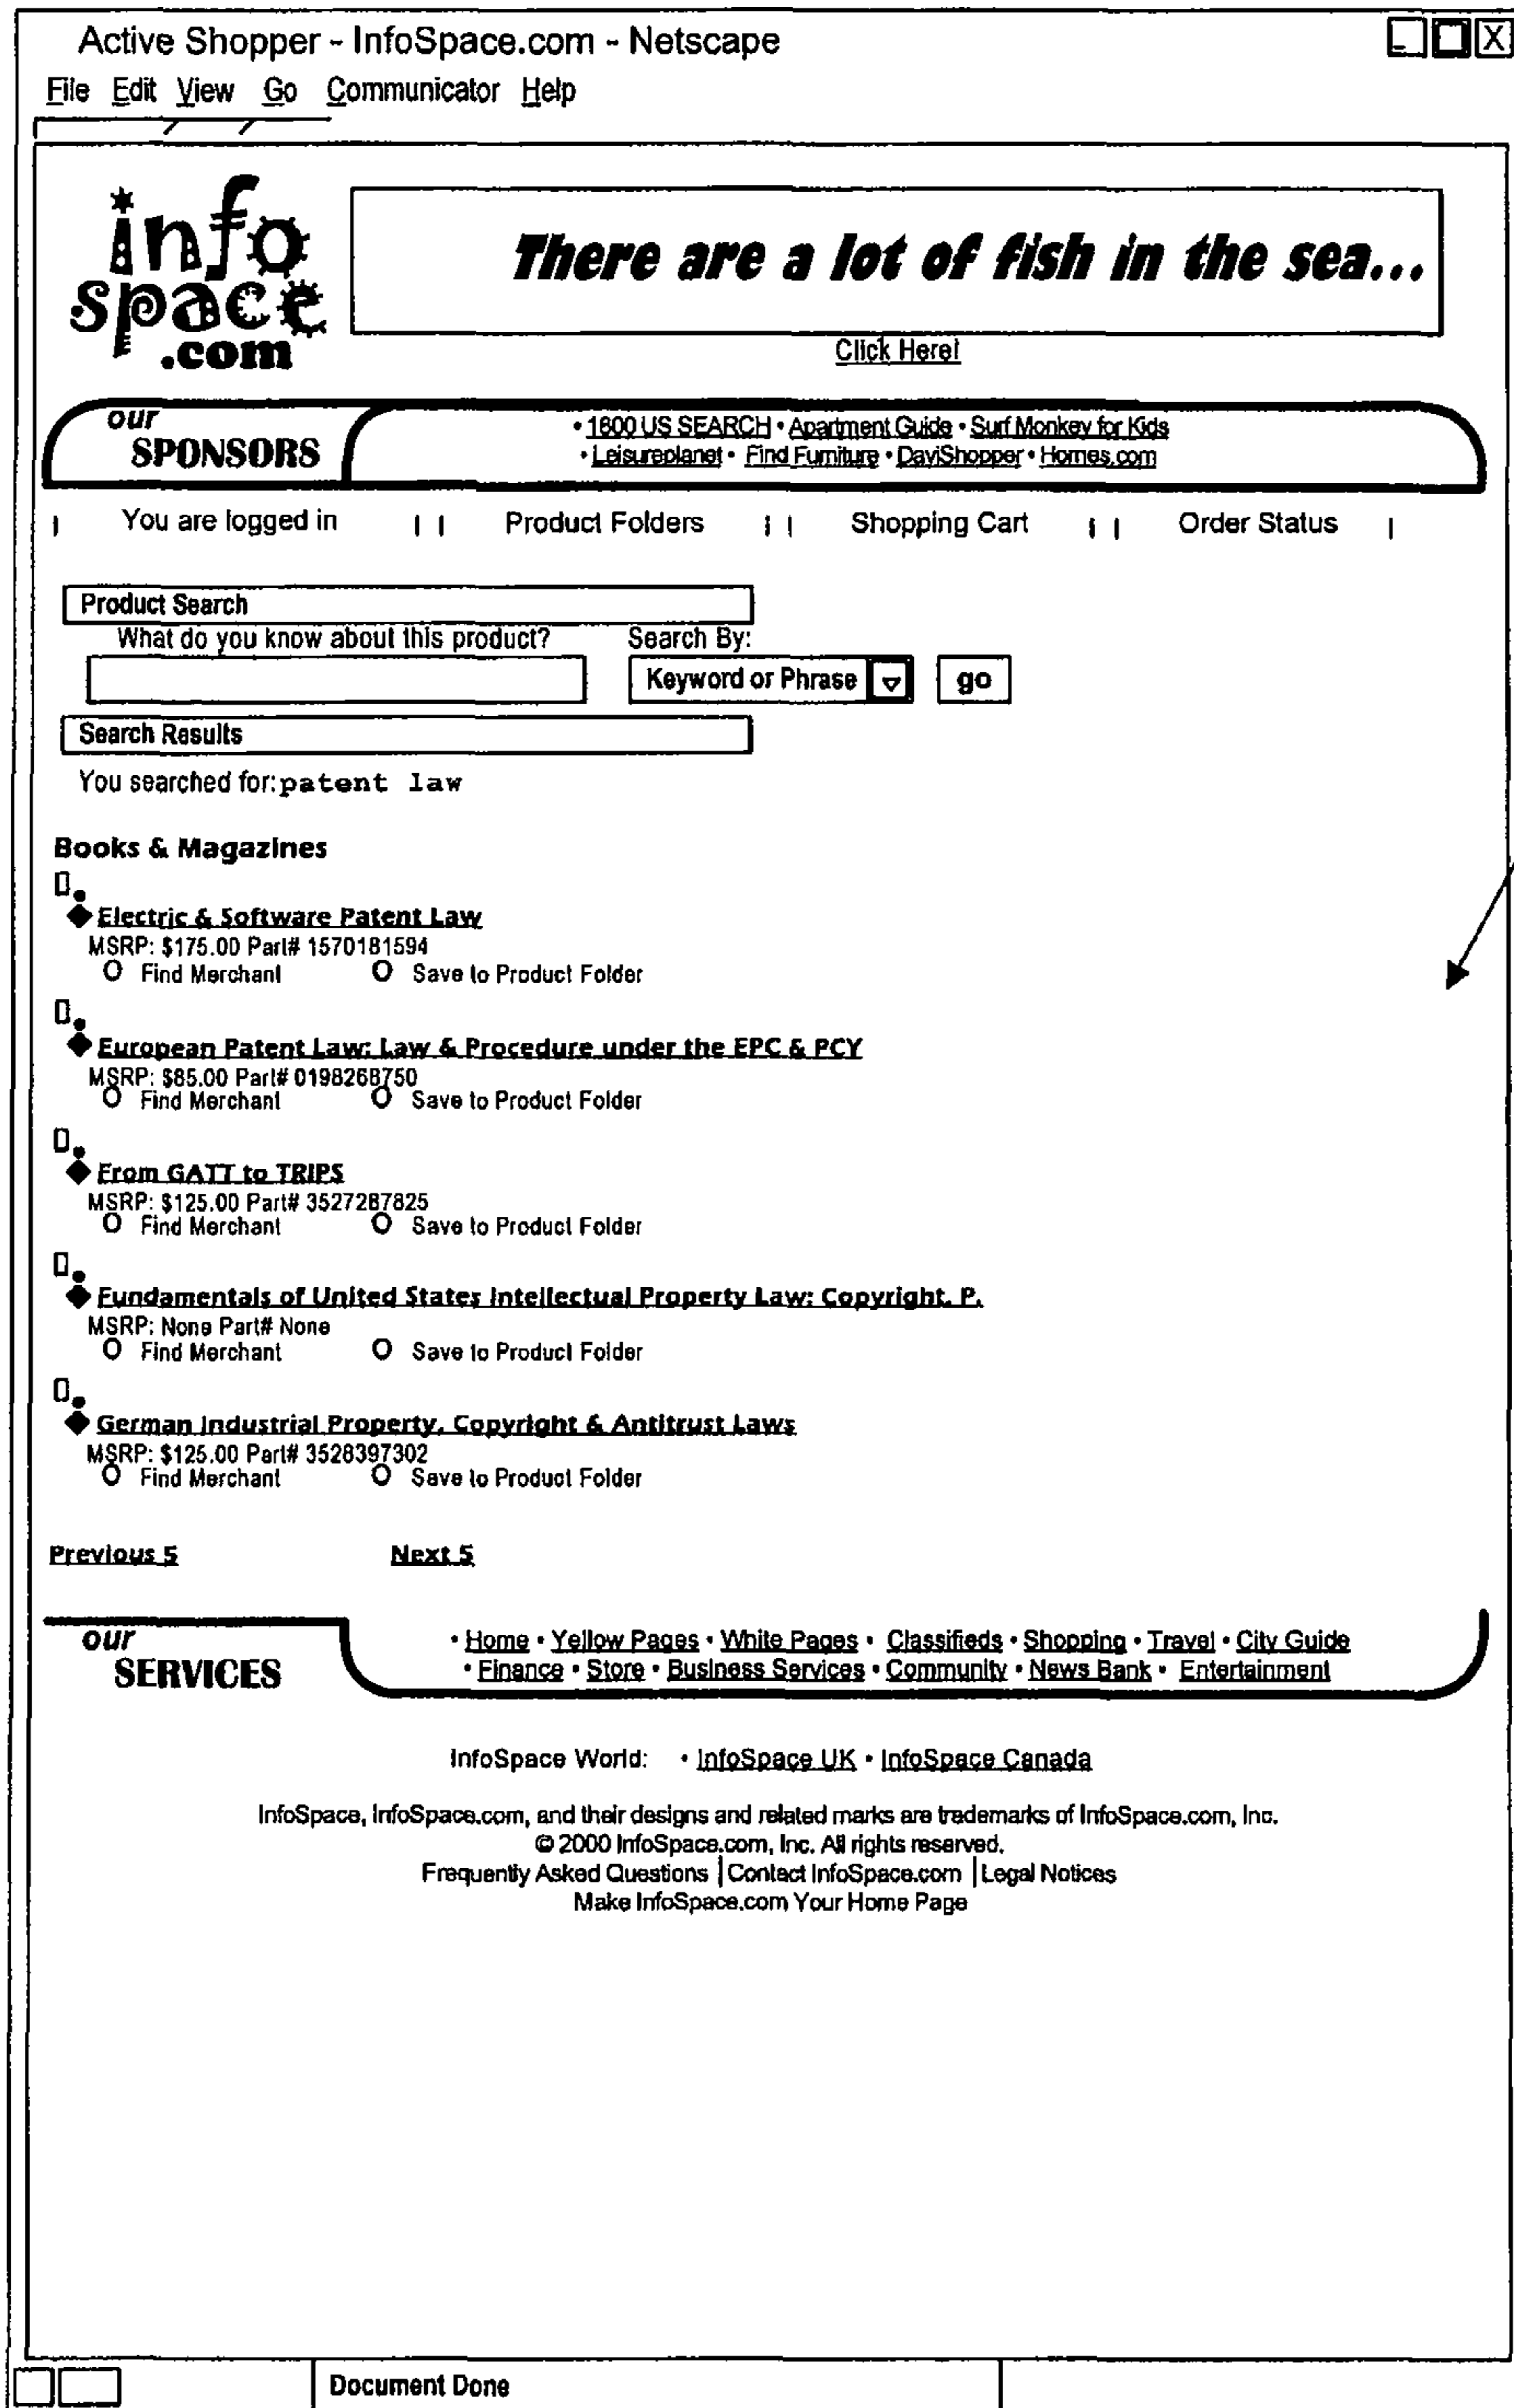 Active Shopper - InfoSpace.com - Netscape
File Edit View Go Communicator Help
info
space
.com
There are a lot of fish in the sea...
Click Here!
our
SPONSORS
• 1800 US SEARCH • Apartment Guide • Surf Monkey for Kids
• Leisureplanet • Find Furniture • DaviShopper • Homes.com
You are logged in | | Product Folders | | Shopping Cart | | Order Status |
Product Search
What do you know about this product? Search By:
Keyword or Phrase go
Search Results
You searched for: patent law
Books & Magazines
Electric & Software Patent Law
MSRP: $175.00 Part# 1570181594
O Find Merchant O Save to Product Folder
European Patent Law: Law & Procedure under the EPC & PCY
MSRP: $85.00 Part# 0198268750
O Find Merchant O Save to Product Folder
From GATT to TRIPS
MSRP: $125.00 Part# 3527287825
O Find Merchant O Save to Product Folder
Fundamentals of United States Intellectual Property Law: Copyright, P.
MSRP: None Part# None
O Find Merchant O Save to Product Folder
German Industrial Property, Copyright & Antitrust Laws
MSRP: $125.00 Part# 3528397302
O Find Merchant O Save to Product Folder
Previous 5 Next 5
our
SERVICES
• Home • Yellow Pages • White Pages • Classifieds • Shopping • Travel • City Guide
• Finance • Store • Business Services • Community • News Bank • Entertainment
InfoSpace World: • InfoSpace UK • InfoSpace Canada
InfoSpace, InfoSpace.com, and their designs and related marks are trademarks of InfoSpace.com, Inc.
© 2000 InfoSpace.com, Inc. All rights reserved.
Frequently Asked Questions | Contact InfoSpace.com | Legal Notices
Make InfoSpace.com Your Home Page
Document Done